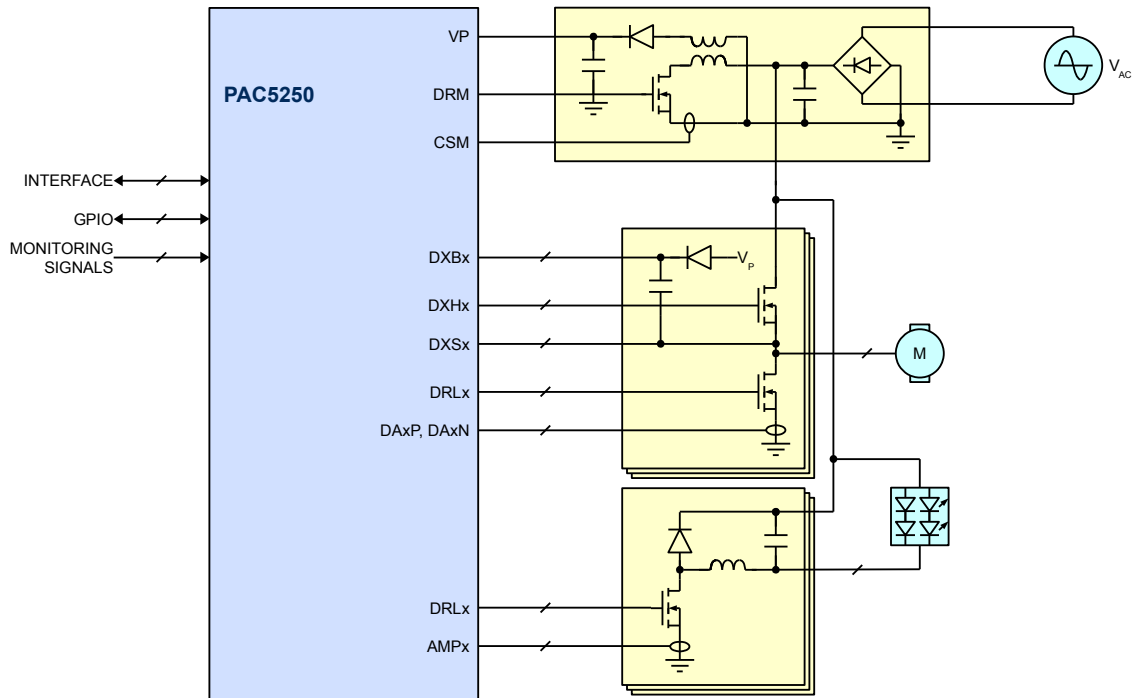 VP
PAC5250
DRM
CSM
V_AC
INTERFACE
GPIO
MONITORING
SIGNALS
DXBx
V_P
DXHx
DXSx
M
DRLx
DAxP, DAxN
DRLx
AMPx